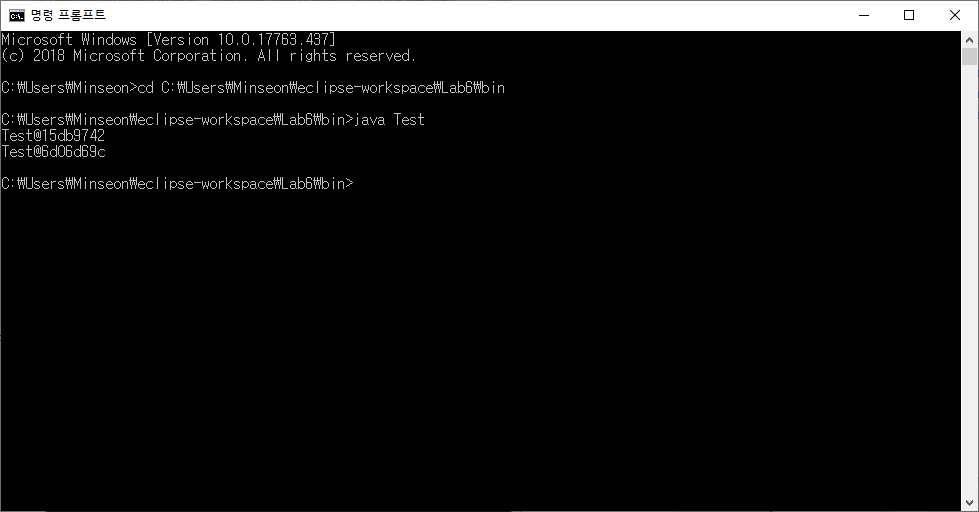 명령 프롬프트
Microsoft Windows [Version 10.0.17763.437]
(c) 2018 Microsoft Corporation. All rights reserved.
C:₩Users₩Minseon>cd C:₩Users₩Minseon₩eclipse-workspace₩Lab6₩bin
C:₩Users₩Minseon₩eclipse-workspace₩Lab6₩bin>java Test
Test@15db9742
Test@6d06d69c
C:₩Users₩Minseon₩eclipse-workspace₩Lab6₩bin>